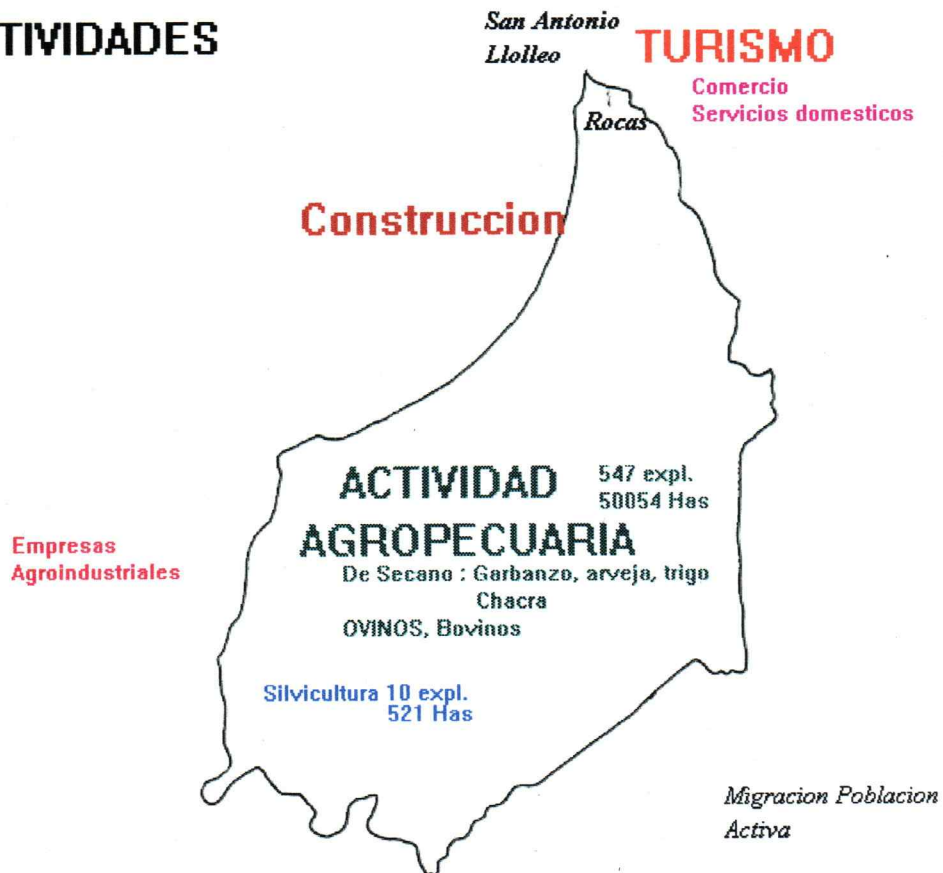 TIVIDADES
San Antonio
Llolleo
TURISMO
Comercio
Servicios domesticos
Rocas
Construccion
ACTIVIDAD
547 expl.
50054 Has
AGROPECUARIA
De Secano : Garbanzo, arveja, trigo
Chacra
OVINOS, Bovinos
Empresas
Agroindustriales
Silvicultura 10 expl.
521 Has
Migracion Poblacion
Activa